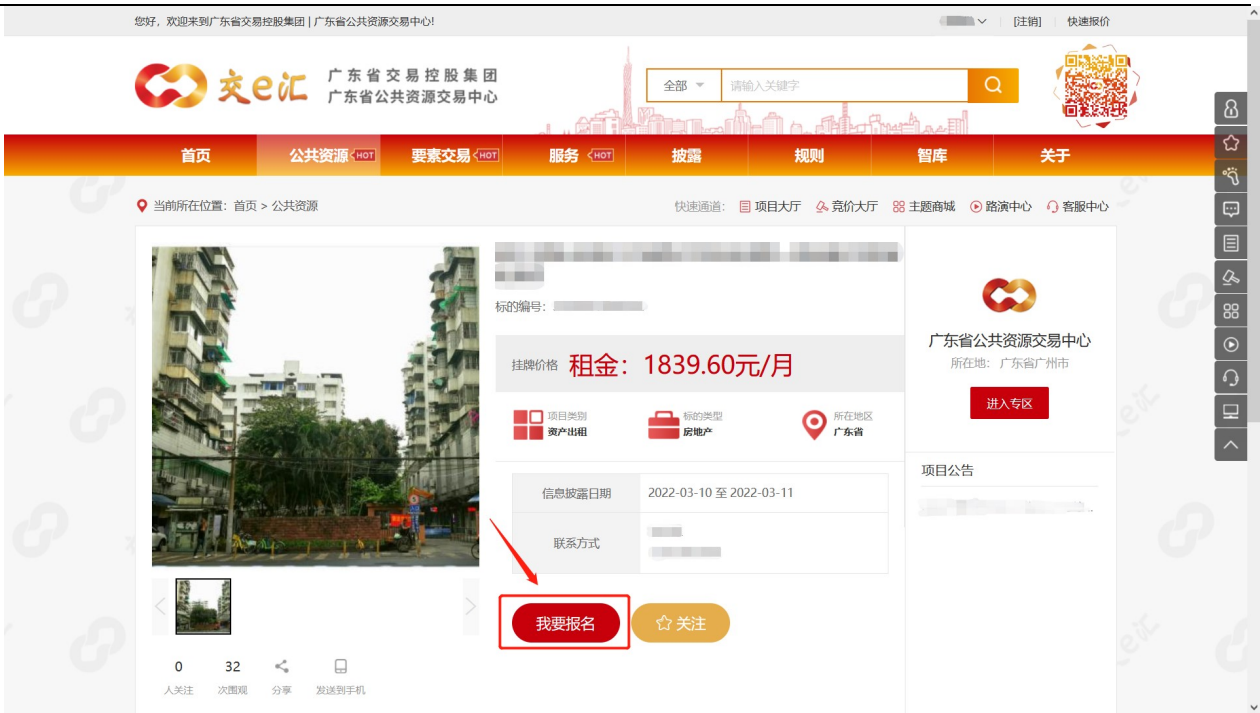 您好，欢迎来到广东省交易控股集团 | 广东省公共资源交易中心!
[注销] 快速报价
交e汇
广东省交易控股集团
广东省公共资源交易中心
全部 请输入关键字
首页 公共资源 HOT 要素交易 HOT 服务 HOT 披露 规则 智库 关于
当前所在位置：首页 > 公共资源
快速通道： 项目大厅 竞价大厅 主题商城 路演中心 客服中心
标的编号：
挂牌价格 租金：1839.60元/月
项目类别 标的类型 所在地区
资产出租 房地产 广东省
信息披露日期 2022-03-10 至 2022-03-11
联系方式
我要报名 关注
0 32
人关注 次围观 分享 发送到手机
广东省公共资源交易中心
所在地： 广东省广州市
进入专区
项目公告